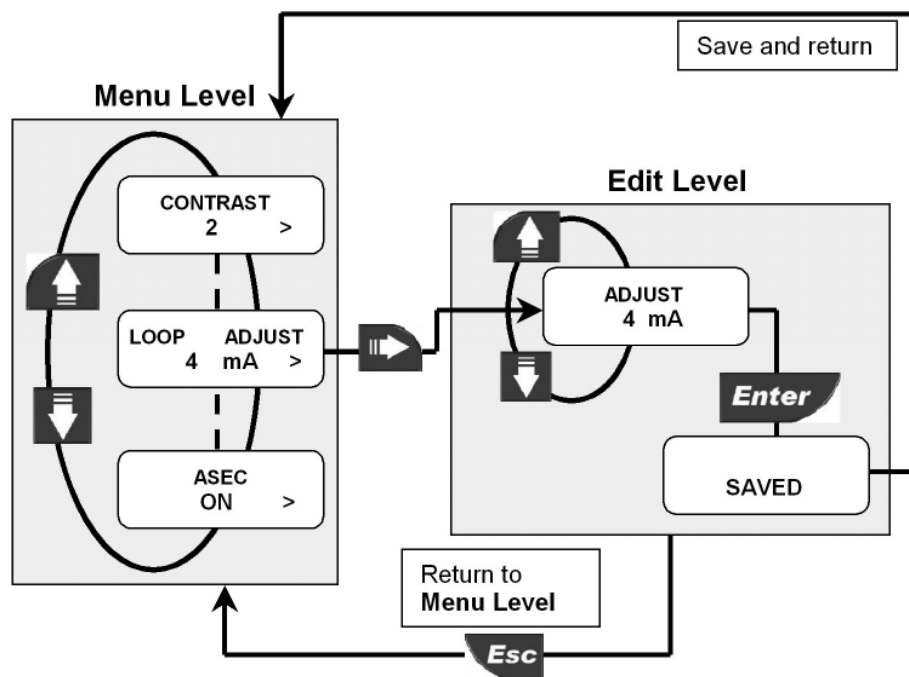 Save and return
Menu Level
CONTRAST
2 >
LOOP ADJUST
4 mA >
ASEC
ON >
Edit Level
ADJUST
4 mA
Enter
SAVED
Return to
Menu Level
Esc